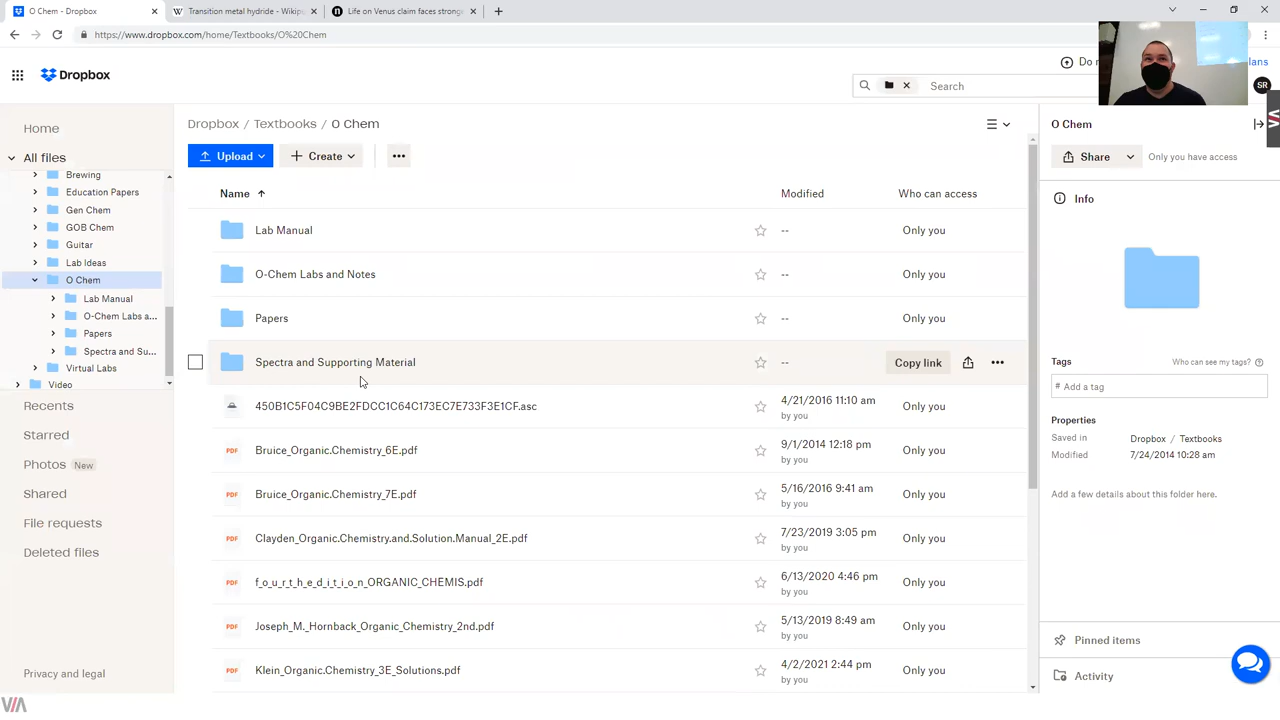 O Chem - Dropbox
Transition metal hydride - Wikip
Life on Venus claim faces strong
https://www.dropbox.com/home/Textbooks/O%20Chem
Dropbox
Search
SR
Home
All files
Brewing
Education Papers
Gen Chem
GOB Chem
Guitar
Lab Ideas
O Chem
Lab Manual
O-Chem Labs a...
Papers
Spectra and Su...
Virtual Labs
Video
Recents
Starred
Photos New
Shared
File requests
Deleted files
Privacy and legal
Dropbox / Textbooks / O Chem
Upload
Create
Name
Modified
Who can access
Lab Manual -- Only you
O-Chem Labs and Notes -- Only you
Papers -- Only you
Spectra and Supporting Material -- Copy link
450B1C5F04C9BE2FDCC1C64C173EC7E733F3E1CF.asc 4/21/2016 11:10 am Only you
by you
PDF Bruice_Organic.Chemistry_6E.pdf 9/1/2014 12:18 pm Only you
by you
PDF Bruice_Organic.Chemistry_7E.pdf 5/16/2016 9:41 am Only you
by you
PDF Clayden_Organic.Chemistry.and.Solution.Manual_2E.pdf 7/23/2019 3:05 pm Only you
by you
PDF f_o_u_r_t_h_e_d_i_t_i_o_n_ORGANIC_CHEMIS.pdf 6/13/2020 4:46 pm Only you
by you
PDF Joseph_M._Hornback_Organic_Chemistry_2nd.pdf 5/13/2019 8:49 am Only you
by you
PDF Klein_Organic.Chemistry_3E_Solutions.pdf 4/2/2021 2:44 pm Only you
by you
O Chem
Share
Only you have access
Info
Tags
Who can see my tags?
# Add a tag
Properties
Saved in Dropbox / Textbooks
Modified 7/24/2014 10:28 am
Add a few details about this folder here.
Pinned items
Activity
VIA